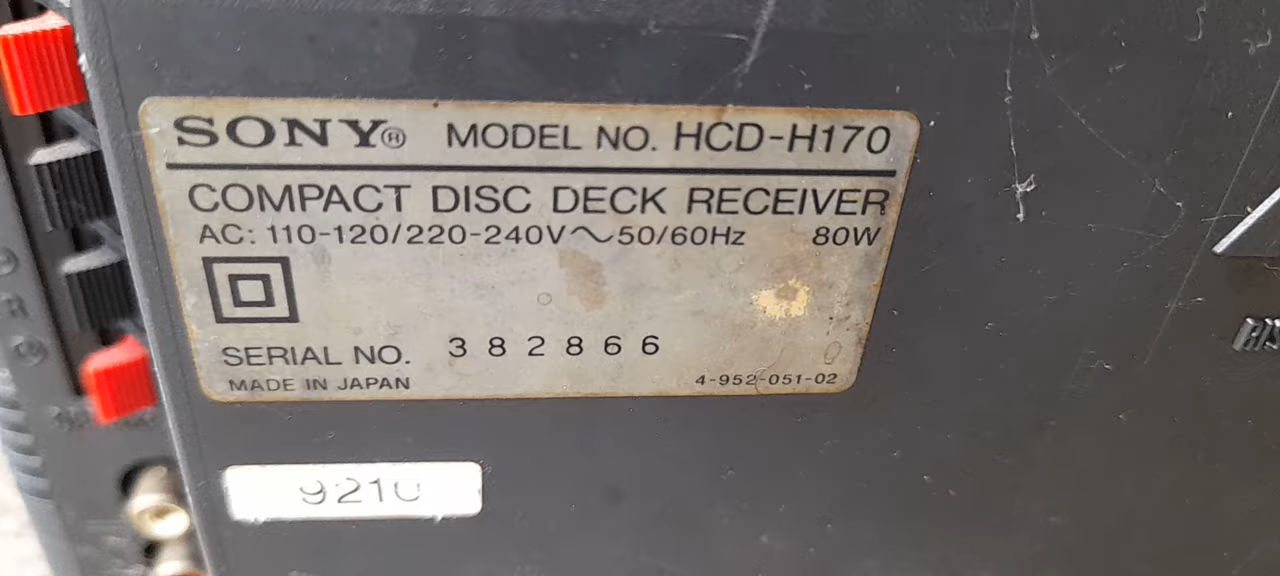 SONY® MODEL NO. HCD-H170
COMPACT DISC DECK RECEIVER
AC: 110-120/220-240V～50/60Hz 80W
SERIAL NO. 382866
MADE IN JAPAN 4-952-051-02